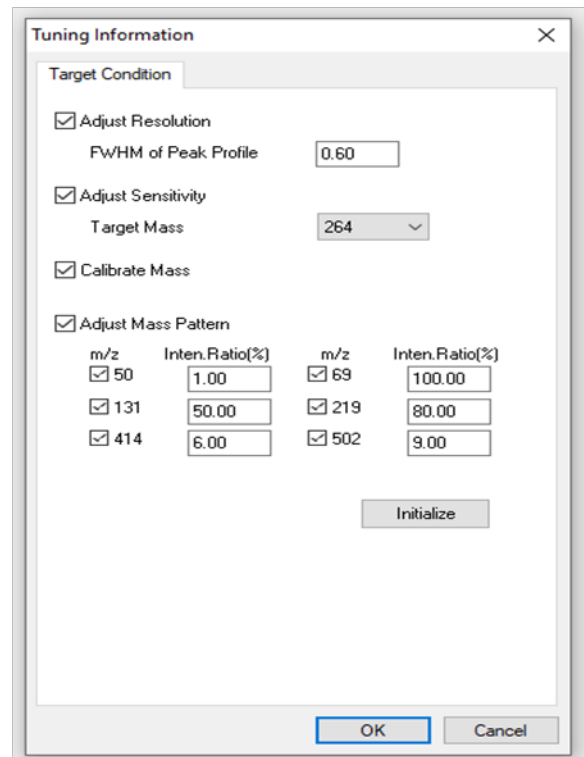 Tuning Information
Target Condition
Adjust Resolution
FWHM of Peak Profile 0.60
Adjust Sensitivity
Target Mass 264
Calibrate Mass
Adjust Mass Pattern
m/z Inten.Ratio(%) m/z Inten.Ratio(%)
50 1.00 69 100.00
131 50.00 219 80.00
414 6.00 502 9.00
Initialize
OK Cancel